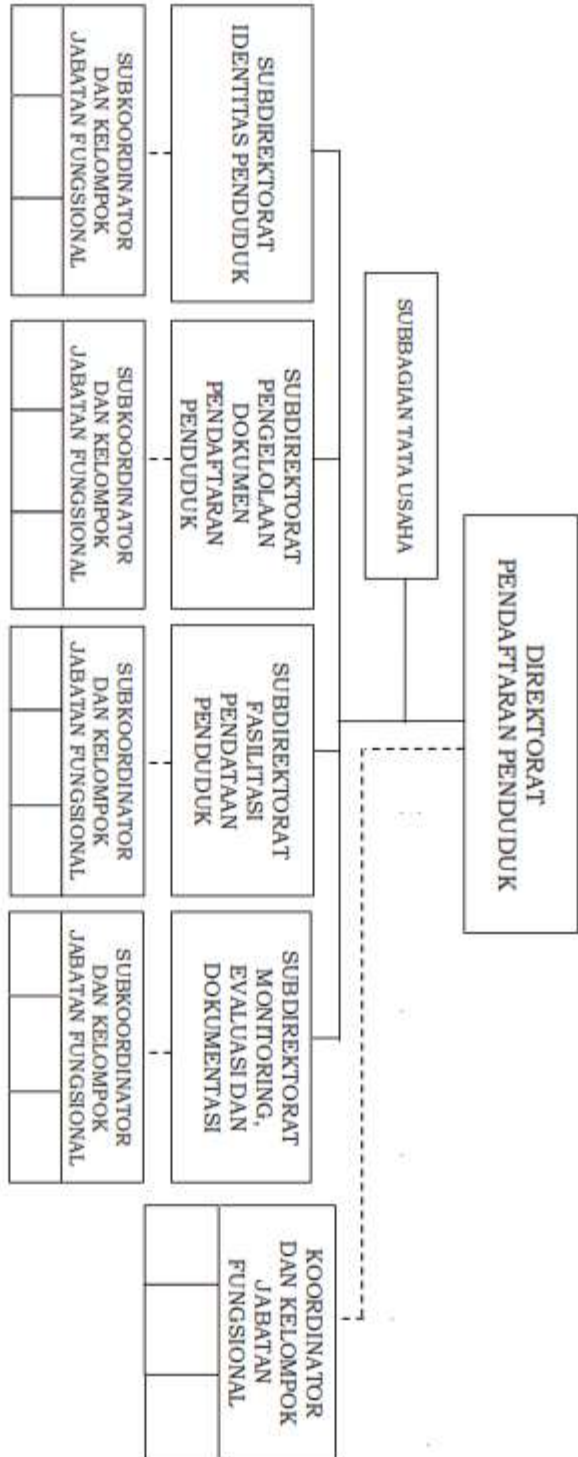 DIREKTORAT
PENDAFTARAN PENDUDUK
SUBBAGIAN TATA USAHA
SUBDIREKTORAT
IDENTITAS PENDUDUK
SUBDIREKTORAT
PENGELOLAAN
DOKUMEN
PENDAFTARAN
PENDUDUK
SUBDIREKTORAT
FASILITASI
PENDATAAN
PENDUDUK
SUBDIREKTORAT
MONITORING,
EVALUASI DAN
DOKUMENTASI
KOORDINATOR
DAN KELOMPOK
JABATAN
FUNGSIONAL
SUBKOORDINATOR
DAN KELOMPOK
JABATAN FUNGSIONAL
SUBKOORDINATOR
DAN KELOMPOK
JABATAN FUNGSIONAL
SUBKOORDINATOR
DAN KELOMPOK
JABATAN FUNGSIONAL
SUBKOORDINATOR
DAN KELOMPOK
JABATAN FUNGSIONAL